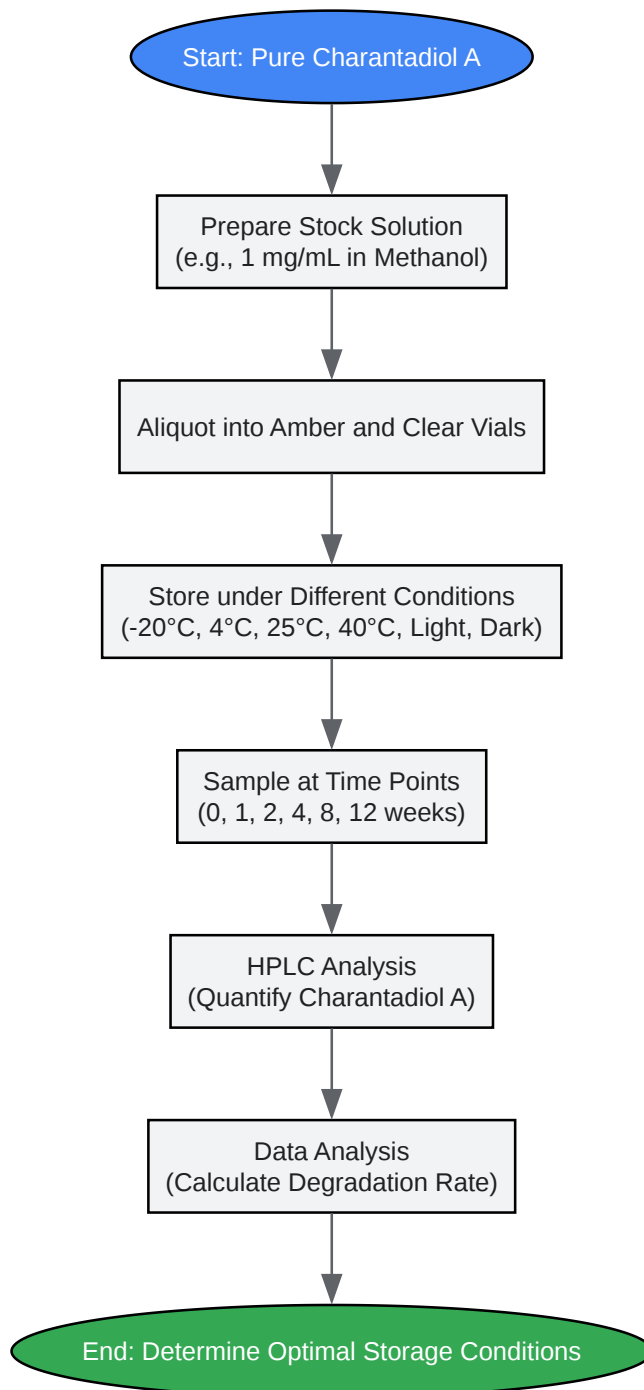 Start: Pure Charantadiol A
Prepare Stock Solution
(e.g., 1 mg/mL in Methanol)
Aliquot into Amber and Clear Vials
Store under Different Conditions
(-20°C, 4°C, 25°C, 40°C, Light, Dark)
Sample at Time Points
(0, 1, 2, 4, 8, 12 weeks)
HPLC Analysis
(Quantify Charantadiol A)
Data Analysis
(Calculate Degradation Rate)
End: Determine Optimal Storage Conditions